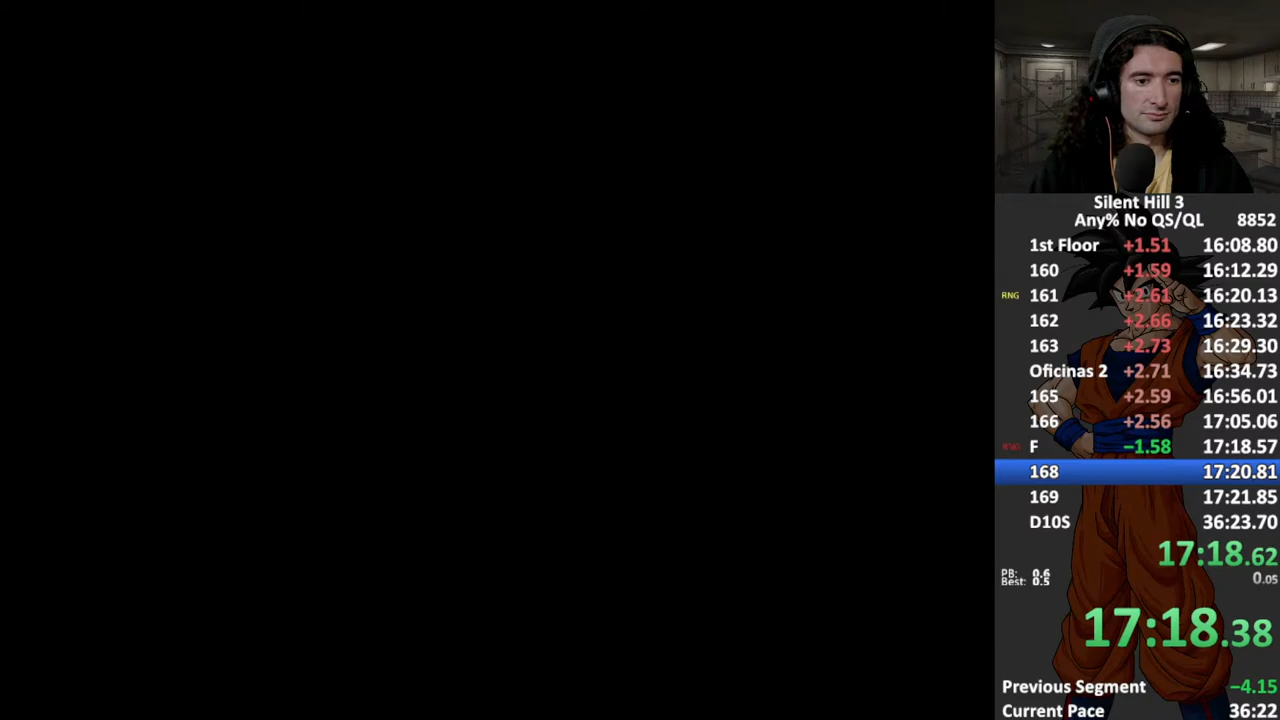 Silent Hill 3
Any% No QS/QL 8852
1st Floor +1.51 16:08.80
160 +1.59 16:12.29
RNG 161 +2.61 16:20.13
162 +2.66 16:23.32
163 +2.73 16:29.30
Oficinas 2 +2.71 16:34.73
165 +2.59 16:56.01
166 +2.56 17:05.06
F −1.58 17:18.57
168 17:20.81
169 17:21.85
D10S 36:23.70
17:18.62
PB: 0.6 0.05
Best: 0.5
17:18.38
Previous Segment −4.15
Current Pace 36:22